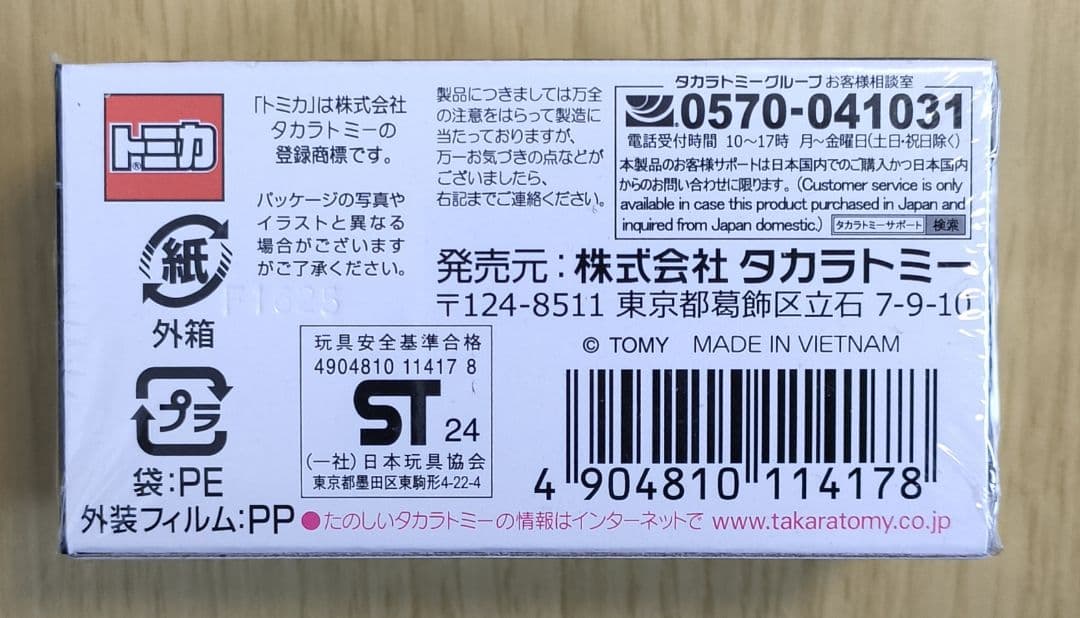 トミカ®
「トミカ」は株式会社
タカラトミーの
登録商標です。
パッケージの写真や
イラストと異なる
場合がございます
がご了承ください。
製品につきましては万全
の注意をはらって製造に
当たっておりますが、
万一お気づきの点などが
ございましたら、
右記までご連絡ください。
タカラトミーグループ お客様相談室
0570-041031
電話受付時間 10〜17時 月〜金曜日(土日・祝日除く)
本製品のお客様サポートは日本国内でのご購入かつ日本国内
からのお問い合わせに限ります。(Customer service is only
available in case this product purchased in Japan and
inquired from Japan domestic.) タカラトミーサポート 検索
発売元:株式会社 タカラトミー
〒124-8511 東京都葛飾区立石 7-9-10
© TOMY MADE IN VIETNAM
紙
外箱
プラ
袋:PE
外装フィルム:PP
玩具安全基準合格
4904810 11417 8
ST 24
(一社)日本玩具協会
東京都墨田区東駒形4-22-4
4 904810 114178
●たのしいタカラトミーの情報はインターネットで www.takaratomy.co.jp